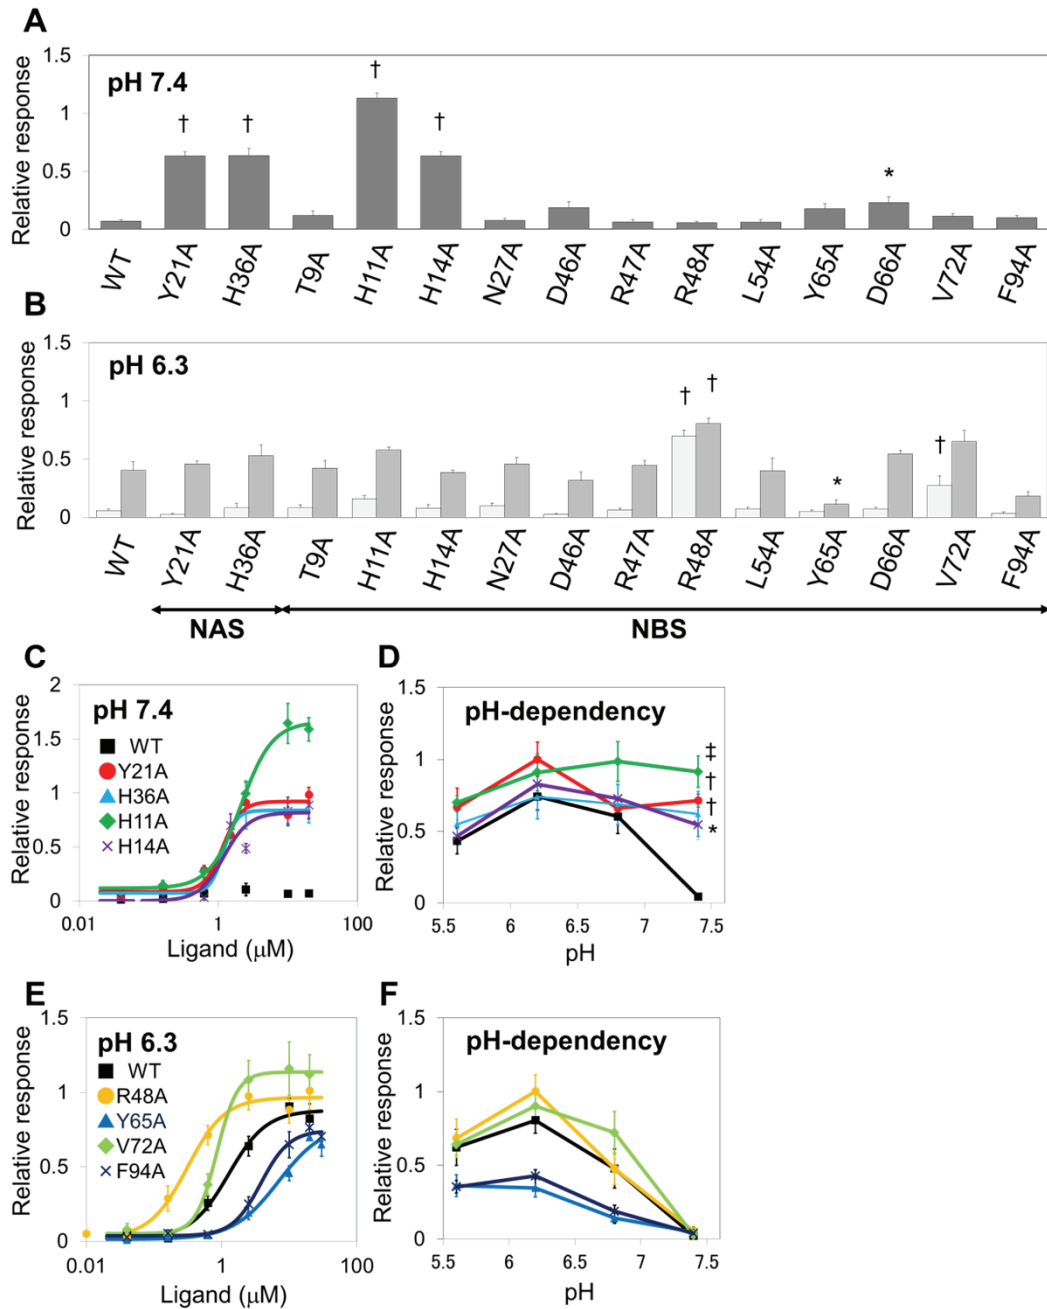 A
Relative response
1.5
1
0.5
0
pH 7.4
†
†
†
†
*
WT
Y21A
H36A
T9A
H11A
H14A
N27A
D46A
R47A
R48A
L54A
Y65A
D66A
V72A
F94A
B
Relative response
1.5
1
0.5
0
pH 6.3
†
†
*
†
WT
Y21A
H36A
T9A
H11A
H14A
N27A
D46A
R47A
R48A
L54A
Y65A
D66A
V72A
F94A
NAS
NBS
C
Relative response
2
1.5
1
0.5
0
pH 7.4
WT
Y21A
H36A
H11A
H14A
0.01
1
100
Ligand (µM)
D
Relative response
1.5
1
0.5
0
pH-dependency
‡
†
†
*
5.5
6
6.5
7
7.5
pH
E
Relative response
1.5
1
0.5
0
pH 6.3
WT
R48A
Y65A
V72A
F94A
0.01
1
100
Ligand (µM)
F
Relative response
1.5
1
0.5
0
pH-dependency
5.5
6
6.5
7
7.5
pH